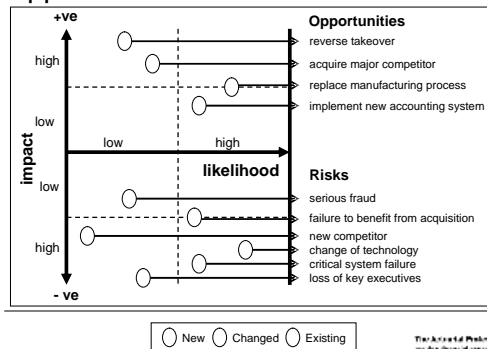 +ve
Opportunities
reverse takeover
high
acquire major competitor
replace manufacturing process
implement new accounting system
low
impact
low
high
likelihood
low
Risks
serious fraud
failure to benefit from acquisition
new competitor
high
change of technology
critical system failure
loss of key executives
- ve
New
Changed
Existing